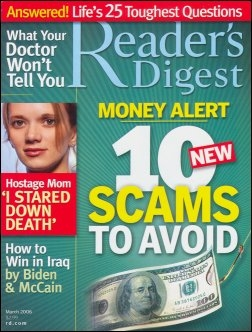 Answered! Life's 25 Toughest Questions
What Your
Doctor
Won't
Tell You
Reader's
Digest
MONEY ALERT
10
NEW
SCAMS
TO AVOID
Hostage Mom
'I STARED
DOWN
DEATH'
How to
Win in Iraq
by Biden
& McCain
March 2006
rd.com
100